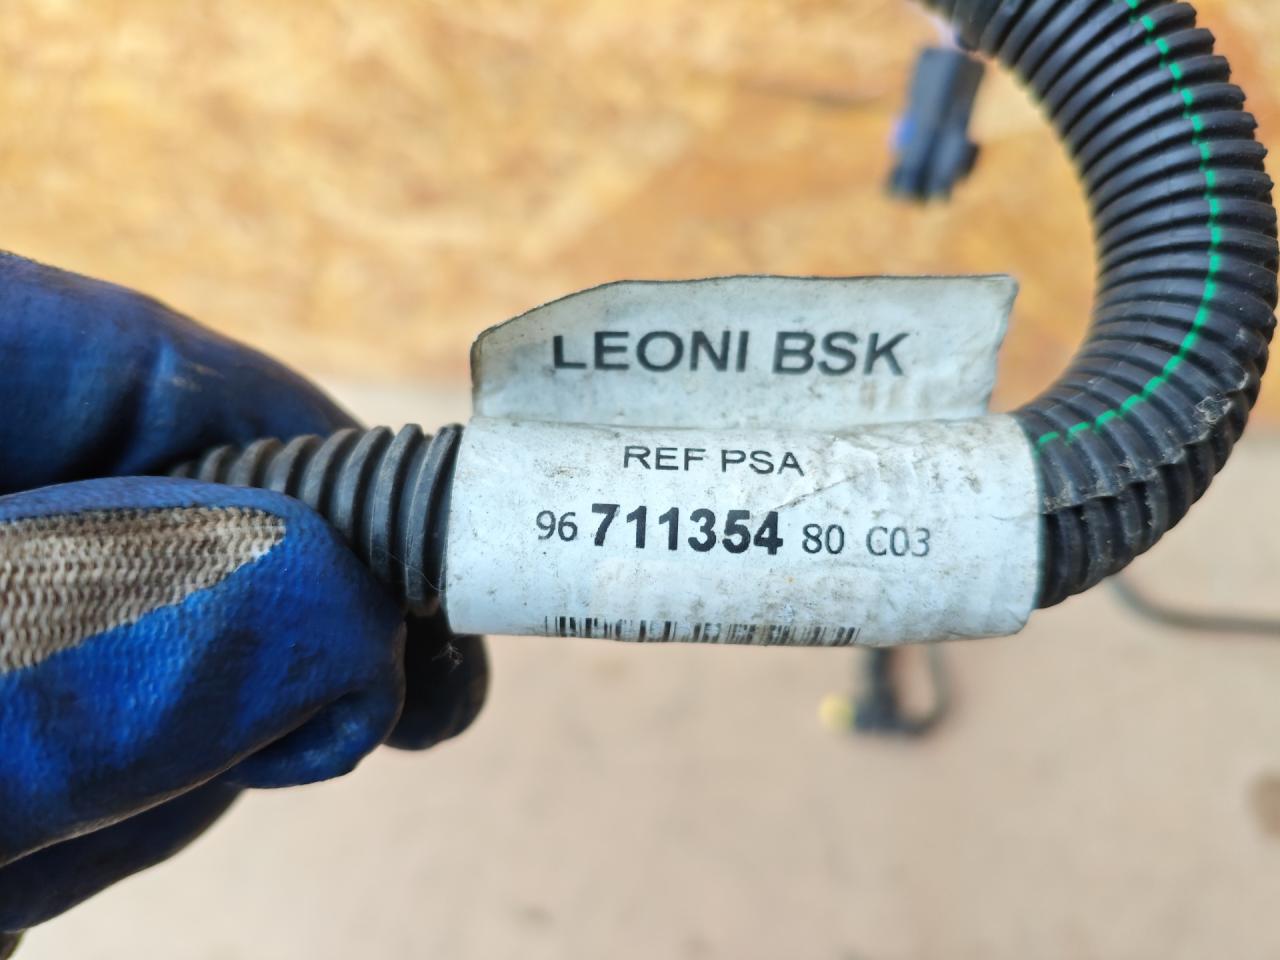 LEONI BSK
REF PSA
96 711354 80 C03